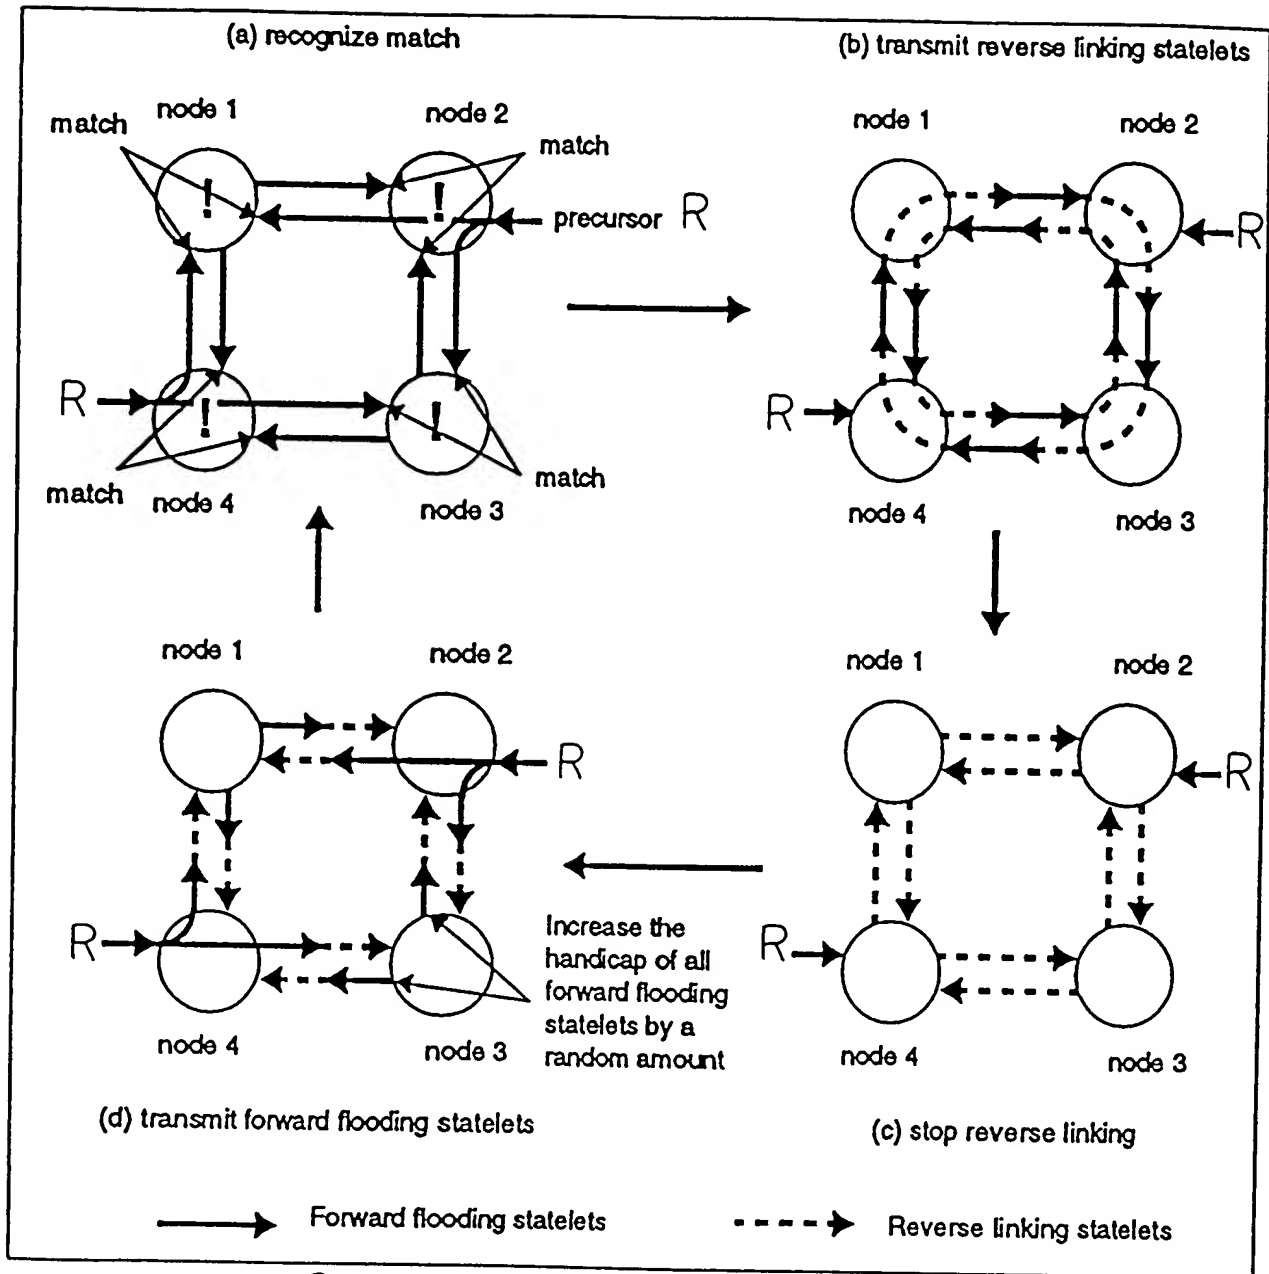 (a) recognize match
(b) transmit reverse linking statelets
node 1
node 2
match
match
!
!
precursor R
R
!
!
match
match
node 4
node 3
node 1
node 2
R
R
node 4
node 3
node 1
node 2
R
R
node 4
node 3
Increase the
handicap of all
forward flooding
statelets by a
random amount
(d) transmit forward flooding statelets
node 1
node 2
R
R
node 4
node 3
(c) stop reverse linking
Forward flooding statelets
Reverse linking statelets